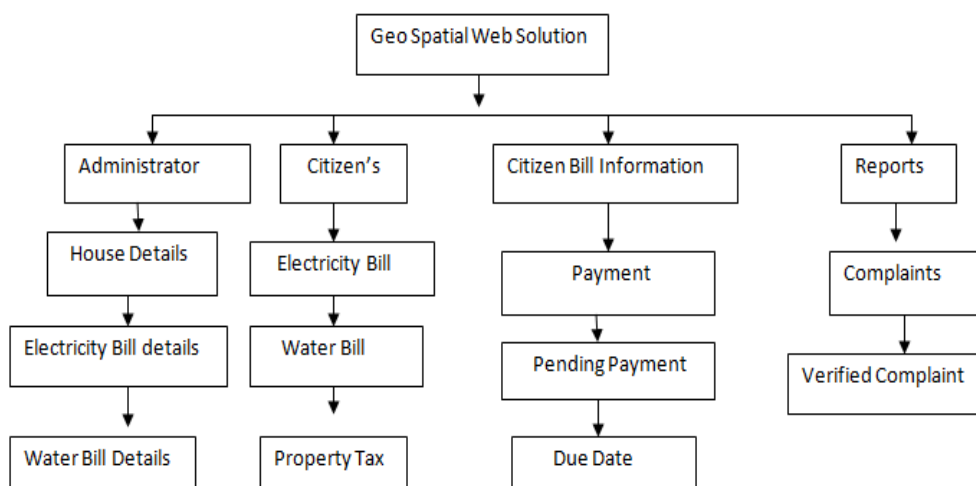 Geo Spatial Web Solution
Administrator
Citizen's
Citizen Bill Information
Reports
House Details
Electricity Bill
Payment
Complaints
Electricity Bill details
Water Bill
Pending Payment
Verified Complaint
Water Bill Details
Property Tax
Due Date